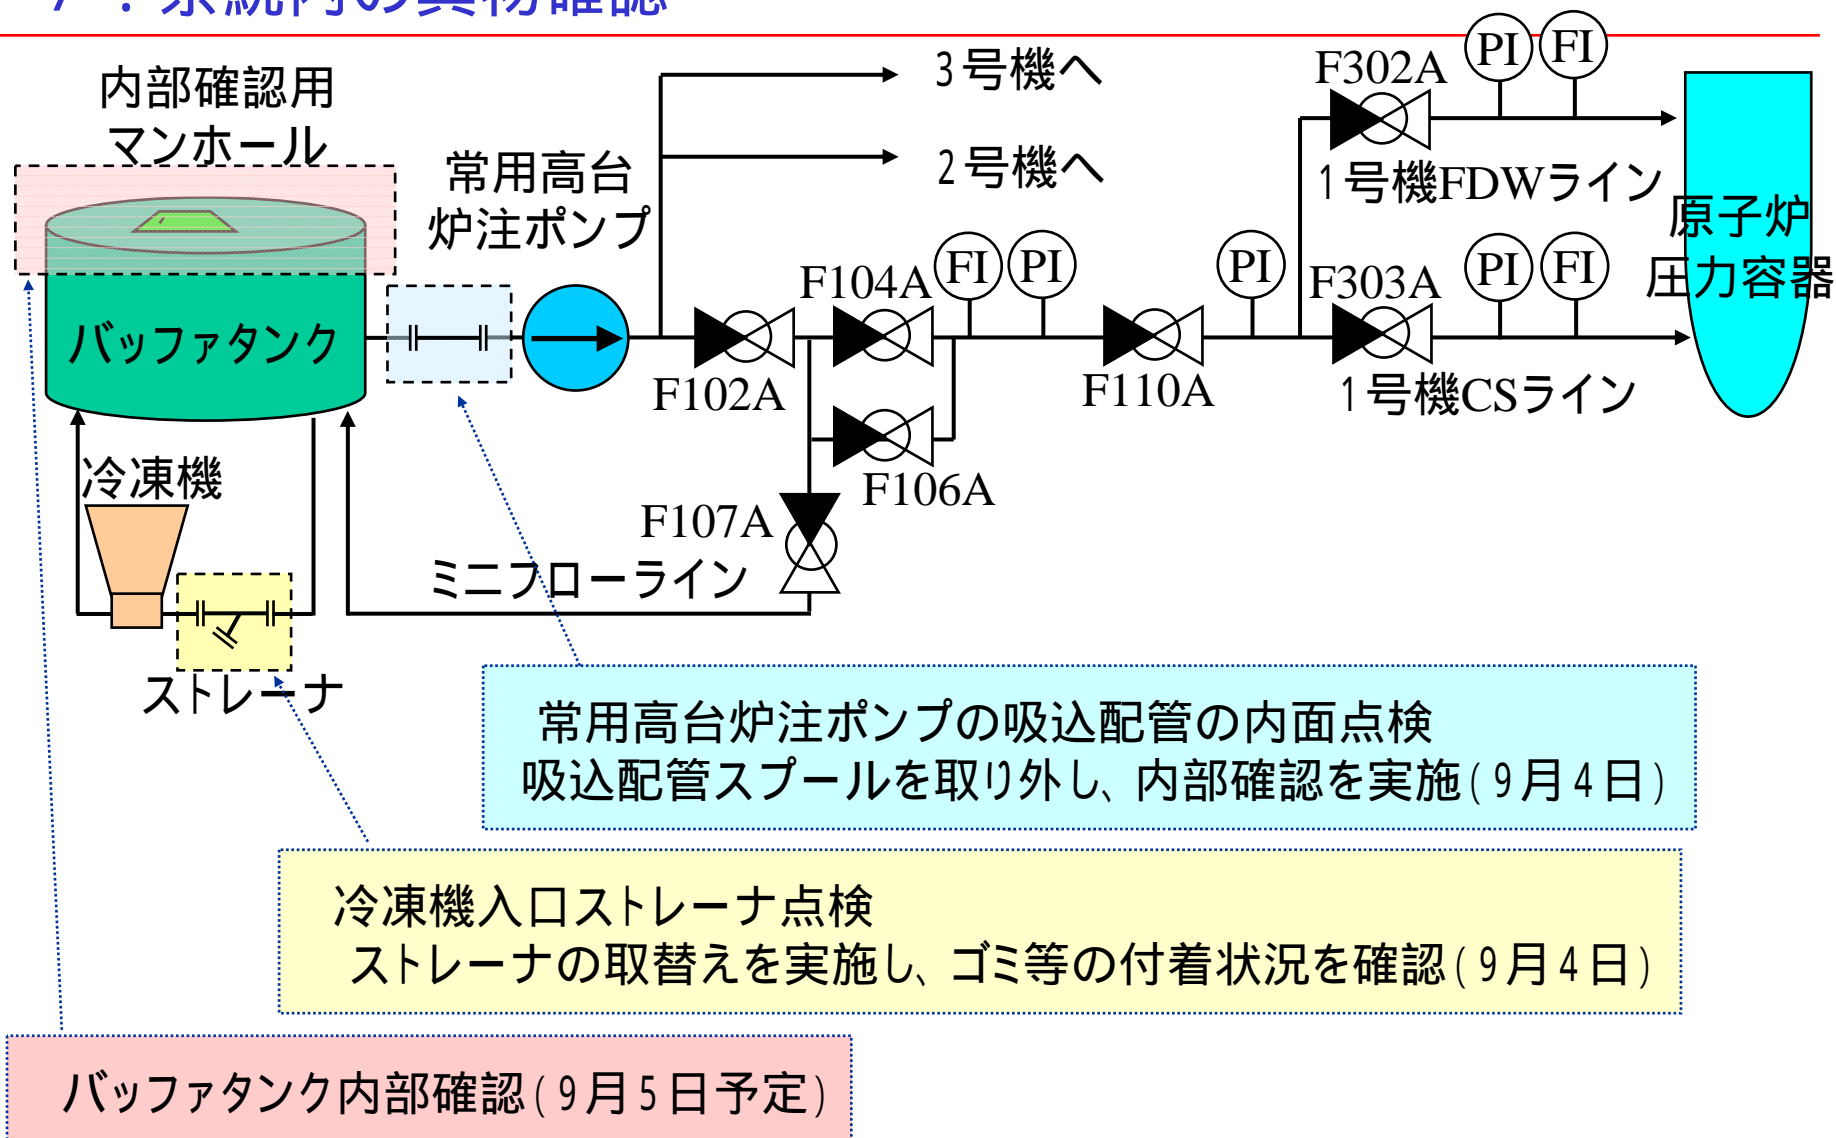 ７．系統内の異物確認
内部確認用
マンホール
常用高台
炉注ポンプ
3号機へ
2号機へ
F302A
PI
FI
1号機FDWライン
原子炉
圧力容器
バッファタンク
F102A
F104A
FI
PI
F106A
F107A
F110A
PI
F303A
PI
FI
1号機CSライン
冷凍機
ミニフローライン
ストレーナ
常用高台炉注ポンプの吸込配管の内面点検
吸込配管スプールを取り外し、内部確認を実施(9月4日)
冷凍機入口ストレーナ点検
ストレーナの取替えを実施し、ゴミ等の付着状況を確認(9月4日)
バッファタンク内部確認(9月5日予定)